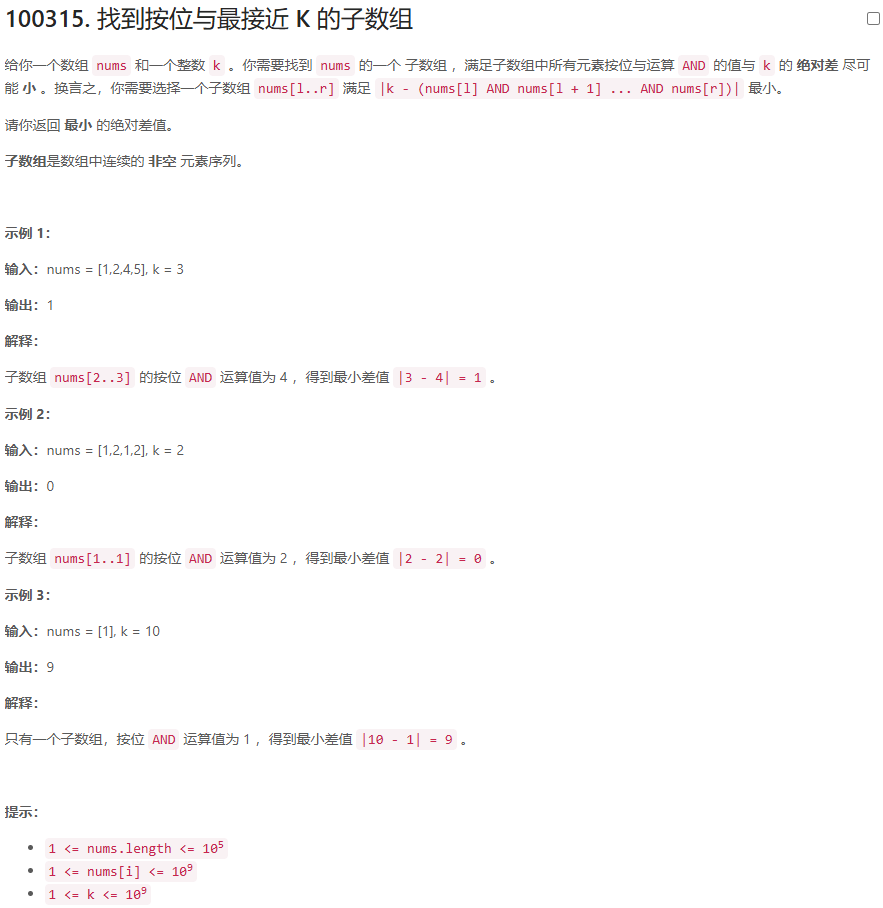 100315. 找到按位与最接近 K 的子数组
给你一个数组 nums 和一个整数 k 。你需要找到 nums 的一个 子数组 ，满足子数组中所有元素按位与运算 AND 的值与 k 的 绝对差 尽可
能 小 。换言之，你需要选择一个子数组 nums[l..r] 满足 |k - (nums[l] AND nums[l + 1] ... AND nums[r])| 最小。
请你返回 最小 的绝对差值。
子数组是数组中连续的 非空 元素序列。
示例 1：
输入：nums = [1,2,4,5], k = 3
输出：1
解释：
子数组 nums[2..3] 的按位 AND 运算值为 4 ，得到最小差值 |3 - 4| = 1 。
示例 2：
输入：nums = [1,2,1,2], k = 2
输出：0
解释：
子数组 nums[1..1] 的按位 AND 运算值为 2 ，得到最小差值 |2 - 2| = 0 。
示例 3：
输入：nums = [1], k = 10
输出：9
解释：
只有一个子数组，按位 AND 运算值为 1 ，得到最小差值 |10 - 1| = 9 。
提示：
1 <= nums.length <= 10⁵
1 <= nums[i] <= 10⁹
1 <= k <= 10⁹